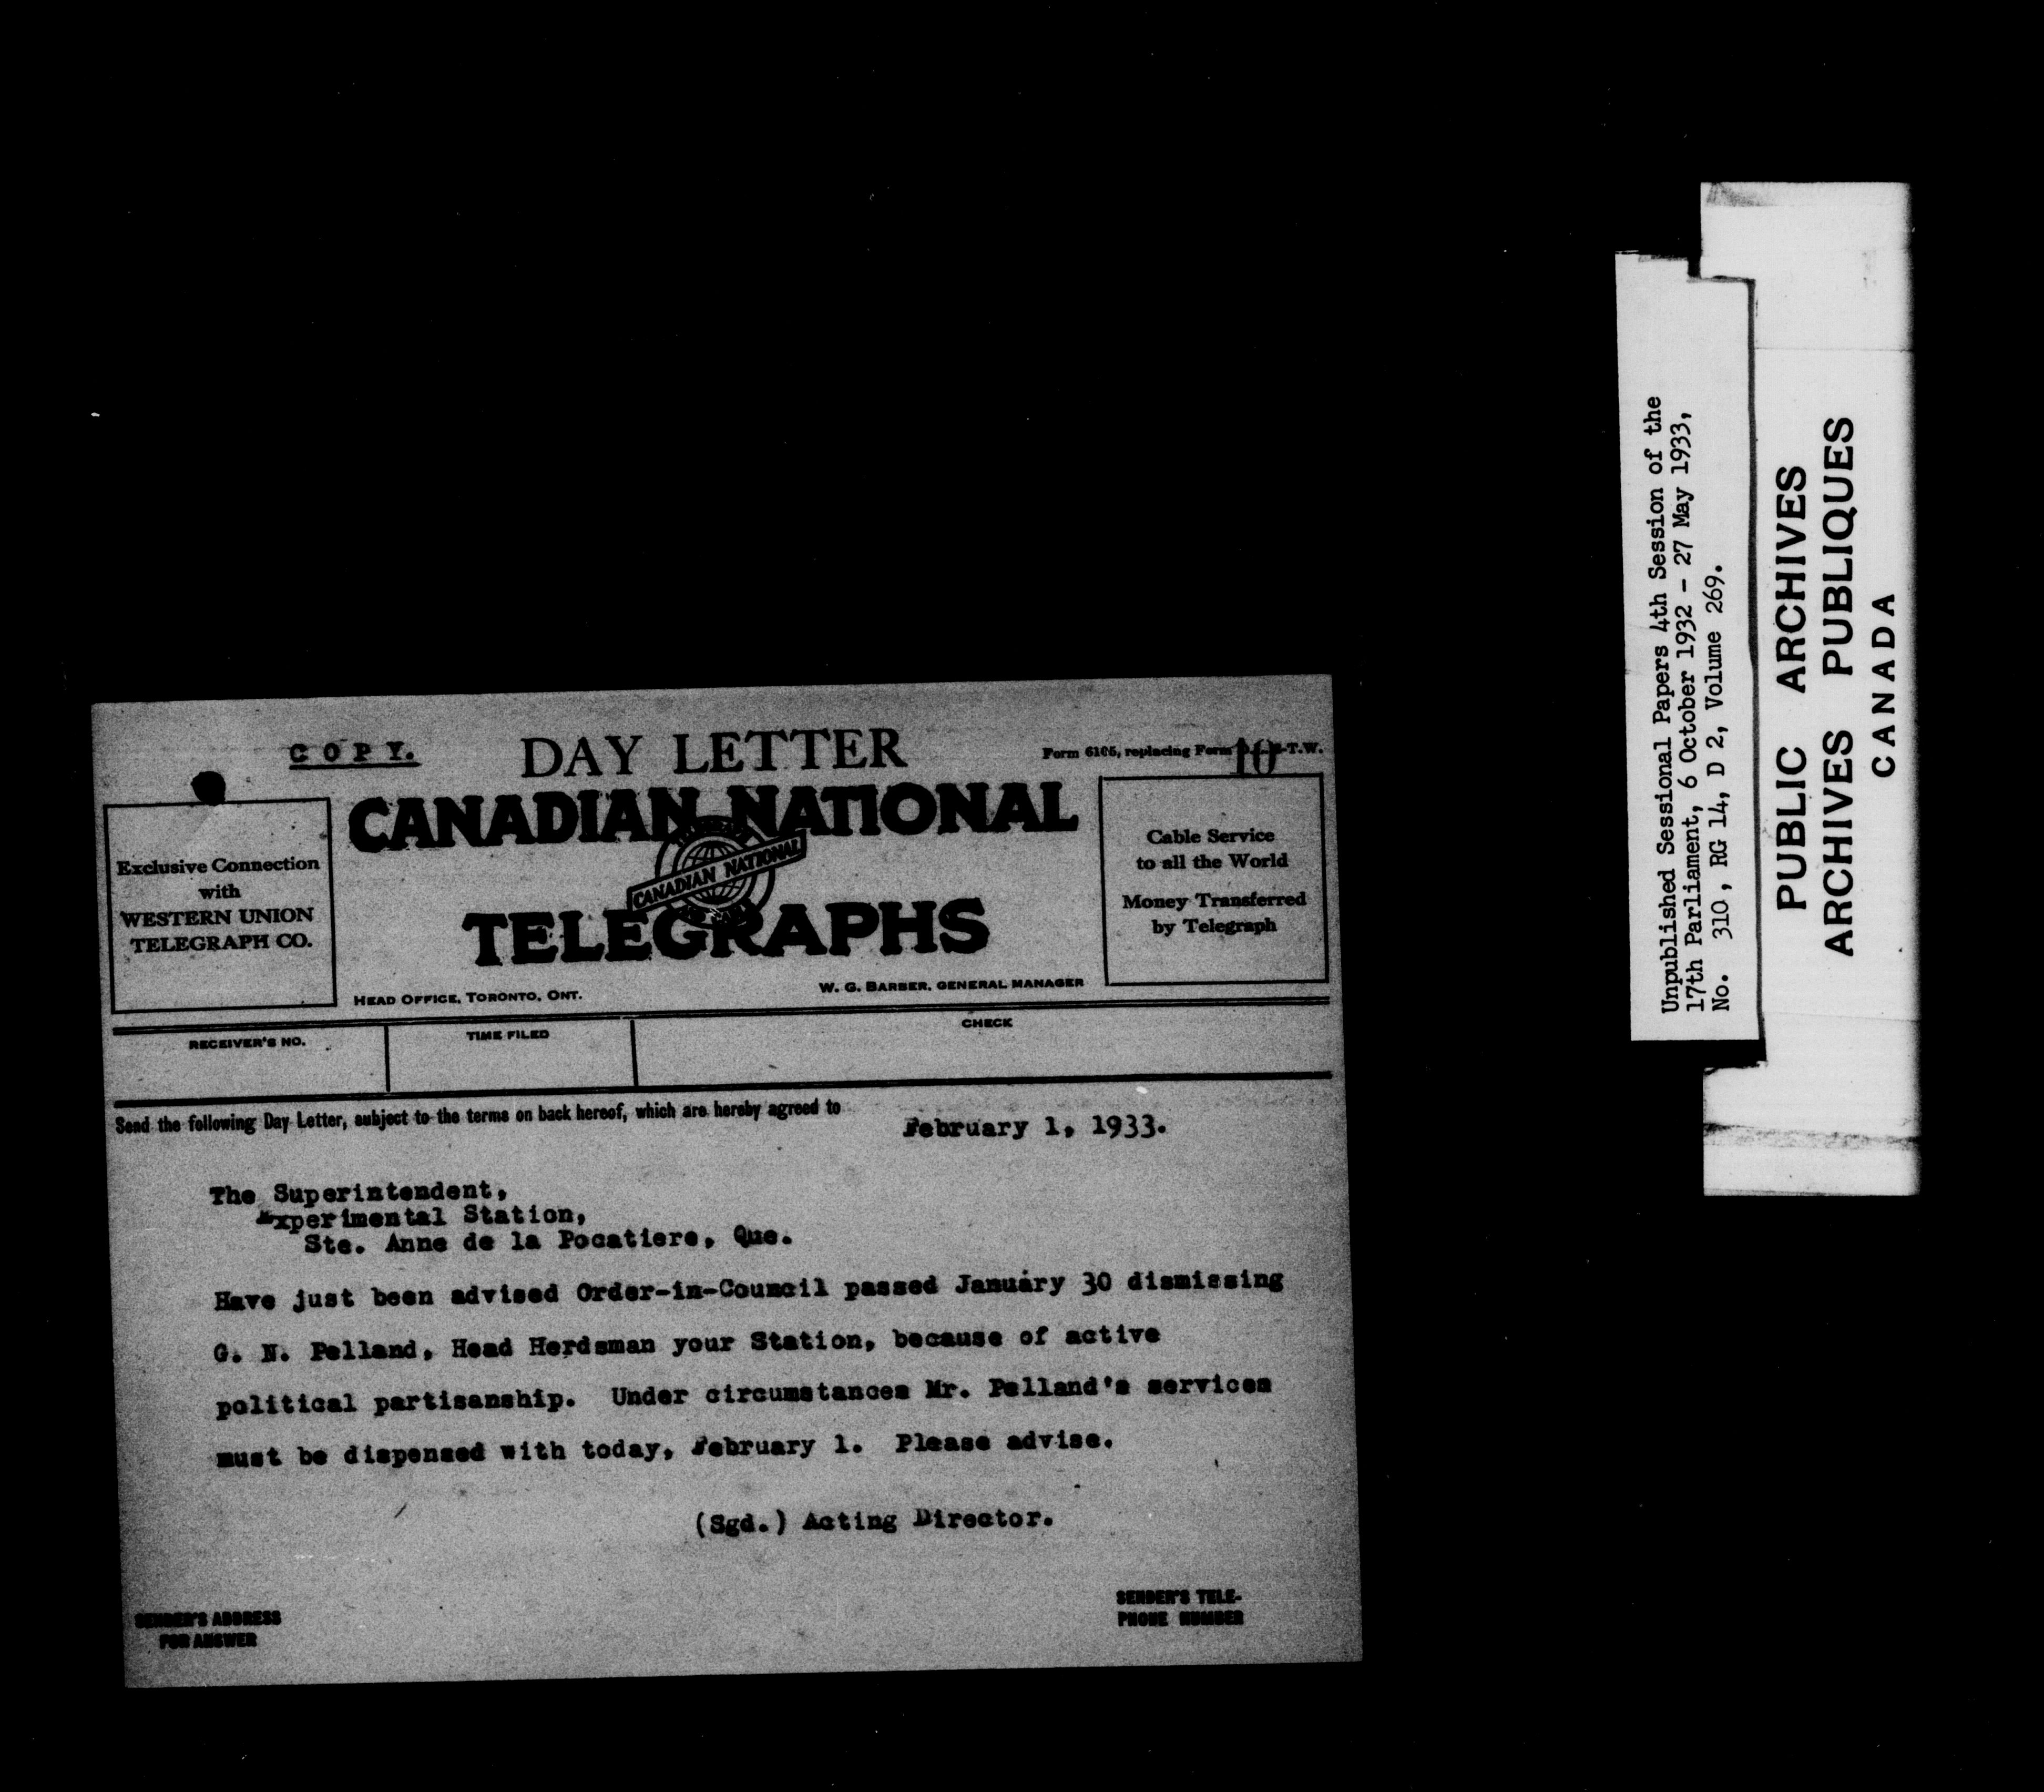 COPY.
DAY LETTER
Form 6105, replacing Form T.W.
10
CANADIAN NATIONAL
CANADIAN NATIONAL
TELEGRAPHS
Exclusive Connection
with
WESTERN UNION
TELEGRAPH CO.
Cable Service
to all the World
Money Transferred
by Telegraph
HEAD OFFICE, TORONTO, ONT.
W. G. BARBER, GENERAL MANAGER
RECEIVER'S NO.
TIME FILED
CHECK
Send the following Day Letter, subject to the terms on back hereof, which are hereby agreed to
February 1, 1933.
The Superintendent,
Experimental Station,
Ste. Anne de la Pocatiere, Que.
Have just been advised Order-in-Council passed January 30 dismissing
G. N. Pelland, Head Herdsman your Station, because of active
political partisanship. Under circumstances Mr. Pelland's services
must be dispensed with today, February 1. Please advise.
(Sgd.) Acting Director.
SENDER'S ADDRESS
FOR ANSWER
SENDER'S TELE-
PHONE NUMBER
Unpublished Sessional Papers 4th Session of the
17th Parliament, 6 October 1932 - 27 May 1933,
No. 310, RG 14, D 2, Volume 269.
PUBLIC ARCHIVES
ARCHIVES PUBLIQUES
CANADA